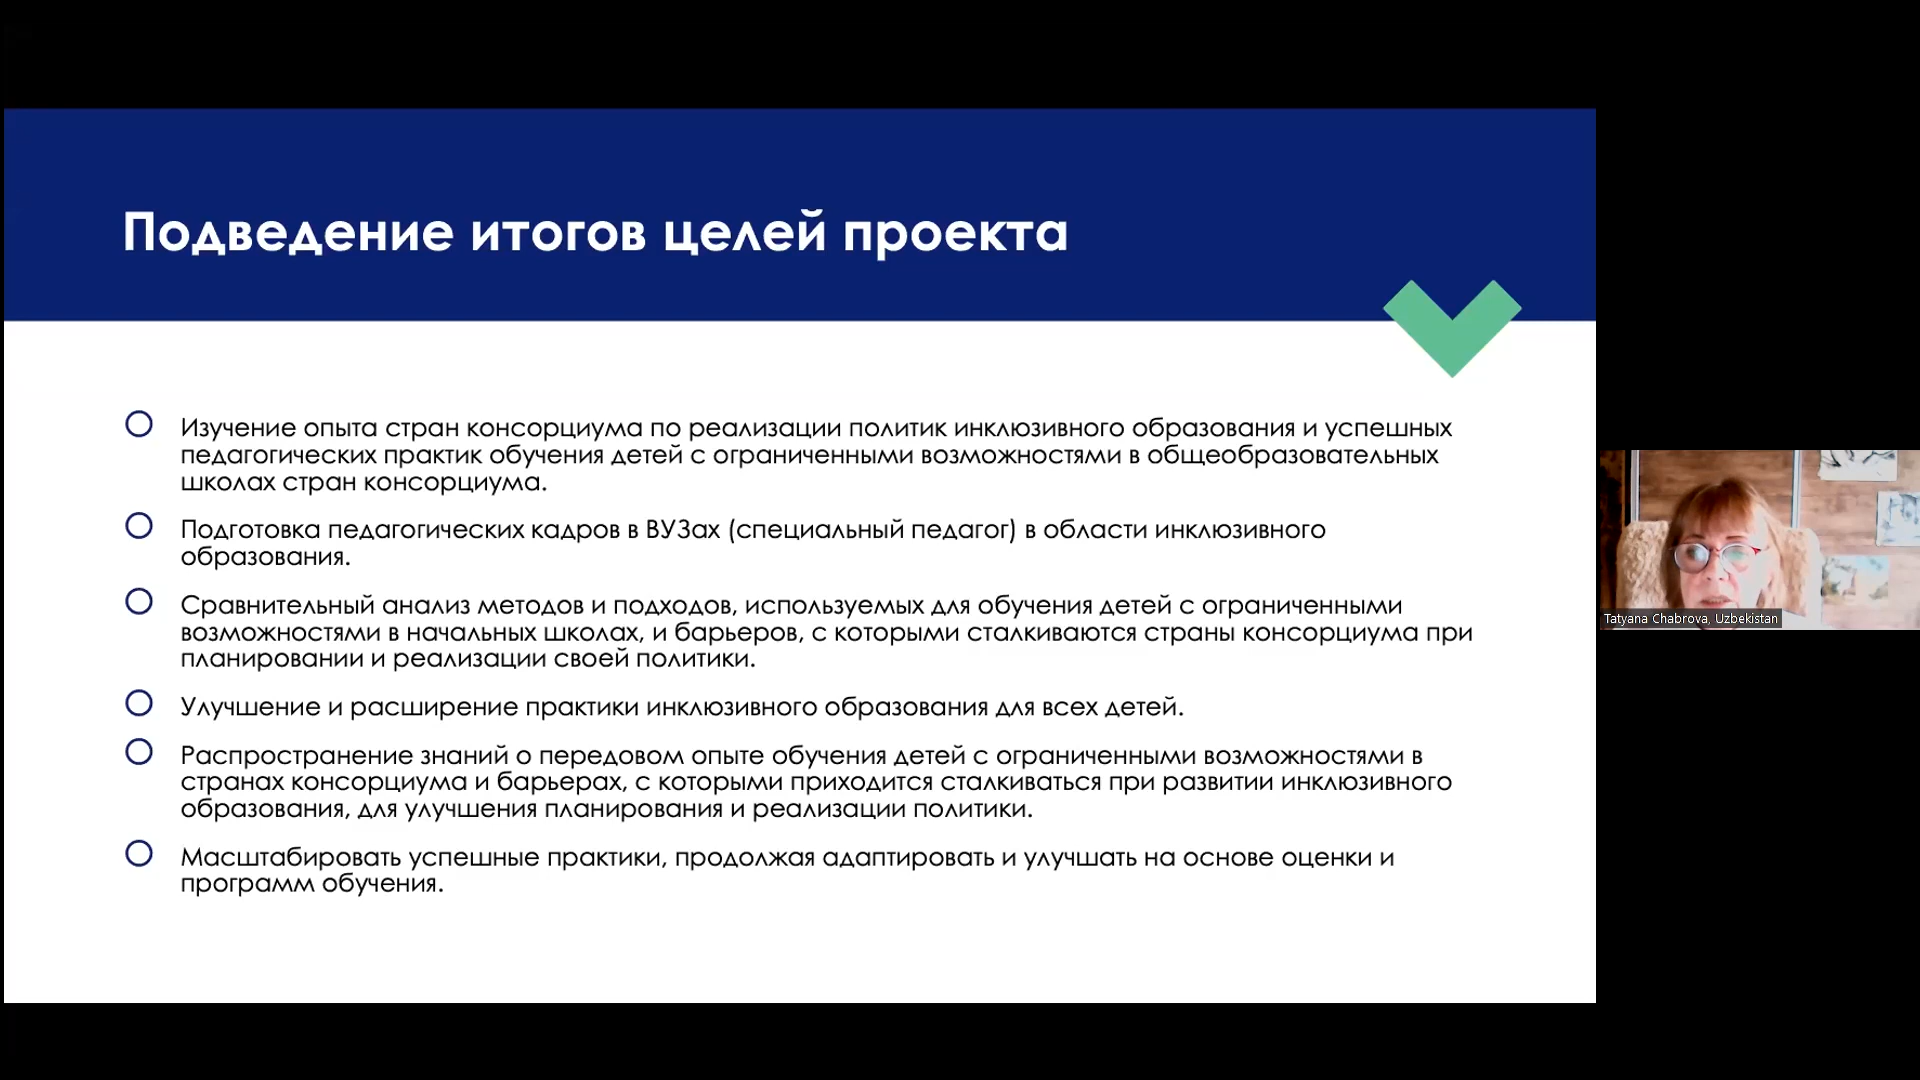 Подведение итогов целей проекта
Изучение опыта стран консорциума по реализации политик инклюзивного образования и успешных
педагогических практик обучения детей с ограниченными возможностями в общеобразовательных
школах стран консорциума.
Подготовка педагогических кадров в ВУЗах (специальный педагог) в области инклюзивного
образования.
Сравнительный анализ методов и подходов, используемых для обучения детей с ограниченными
возможностями в начальных школах, и барьеров, с которыми сталкиваются страны консорциума при
планировании и реализации своей политики.
Улучшение и расширение практики инклюзивного образования для всех детей.
Распространение знаний о передовом опыте обучения детей с ограниченными возможностями в
странах консорциума и барьерах, с которыми приходится сталкиваться при развитии инклюзивного
образования, для улучшения планирования и реализации политики.
Масштабировать успешные практики, продолжая адаптировать и улучшать на основе оценки и
программ обучения.
Tatyana Chabrova, Uzbekistan